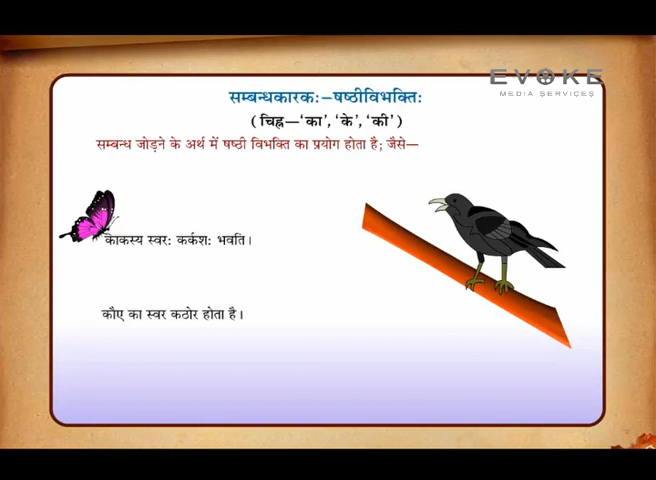 EVOKE
MEDIA SERVICES
सम्बन्धकारकः–षष्ठीविभक्तिः
(चिह्न—‘का’, ‘के’, ‘की’)
सम्बन्ध जोड़ने के अर्थ में षष्ठी विभक्ति का प्रयोग होता है; जैसे—
काकस्य स्वरः कर्कशः भवति।
कौए का स्वर कठोर होता है।